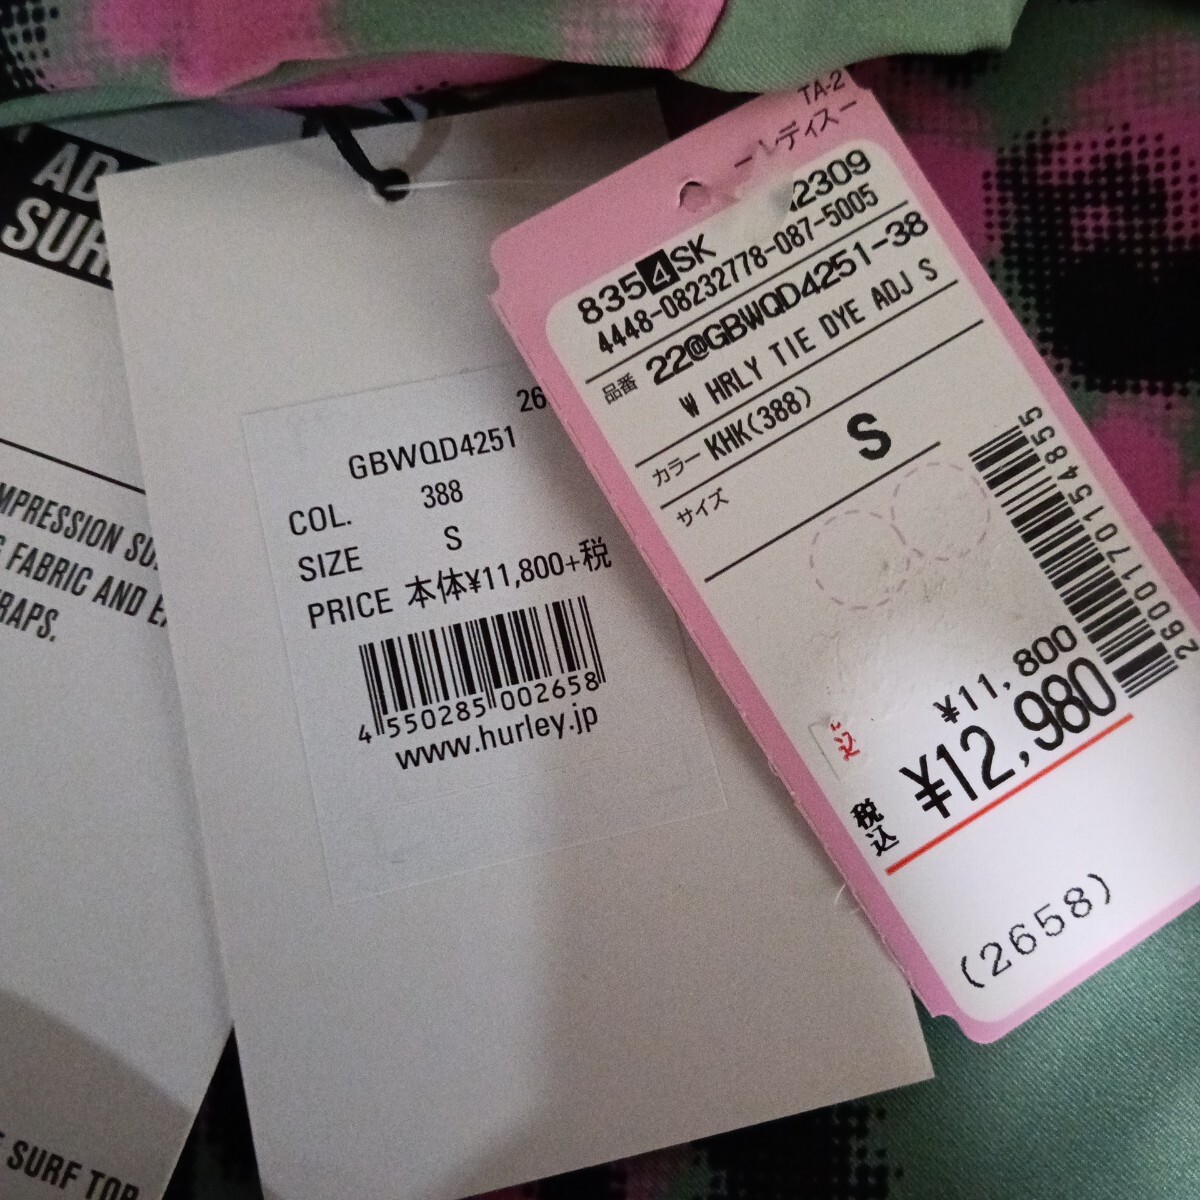 SUR
MPRESSION
FABRIC AND
RAPS.
SURF TOP
26
GBWQD4251
COL. 388
SIZE S
PRICE 本体¥11,800+税
4 550285 002658
www.hurley.jp
TA-2
レディスー
2309
835 4 SK
4448-08232778-087-5005
品番 22@GBWQD4251-38
W HRLY TIE DYE ADJ S
カラー KHK(388)
サイズ S
2600170154855
¥11,800
込
税込 ¥12,980
(2658)